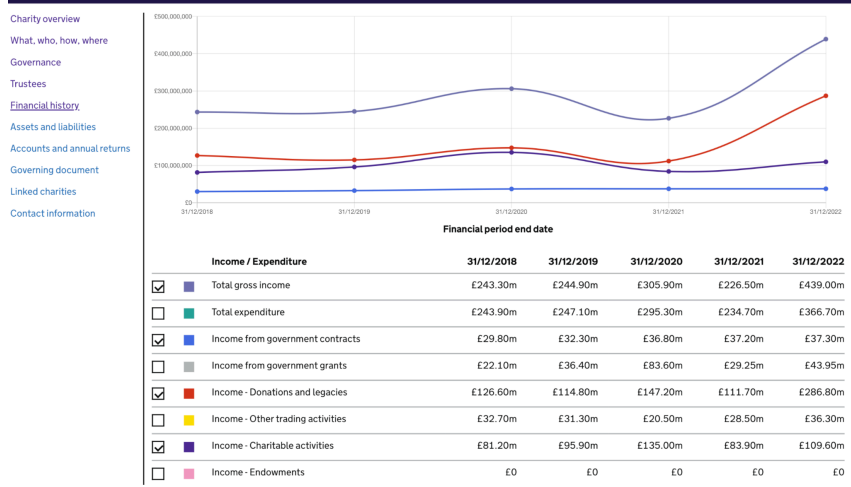 Charity overview
What, who, how, where
Governance
Trustees
Financial history
Assets and liabilities
Accounts and annual returns
Governing document
Linked charities
Contact information
£500,000,000
£400,000,000
£300,000,000
£200,000,000
£100,000,000
£0
31/12/2018 31/12/2019 31/12/2020 31/12/2021 31/12/2022
Financial period end date
Income / Expenditure 31/12/2018 31/12/2019 31/12/2020 31/12/2021 31/12/2022
Total gross income £243.30m £244.90m £305.90m £226.50m £439.00m
Total expenditure £243.90m £247.10m £295.30m £234.70m £366.70m
Income from government contracts £29.80m £32.30m £36.80m £37.20m £37.30m
Income from government grants £22.10m £36.40m £83.60m £29.25m £43.95m
Income - Donations and legacies £126.60m £114.80m £147.20m £111.70m £286.80m
Income - Other trading activities £32.70m £31.30m £20.50m £28.50m £36.30m
Income - Charitable activities £81.20m £95.90m £135.00m £83.90m £109.60m
Income - Endowments £0 £0 £0 £0 £0